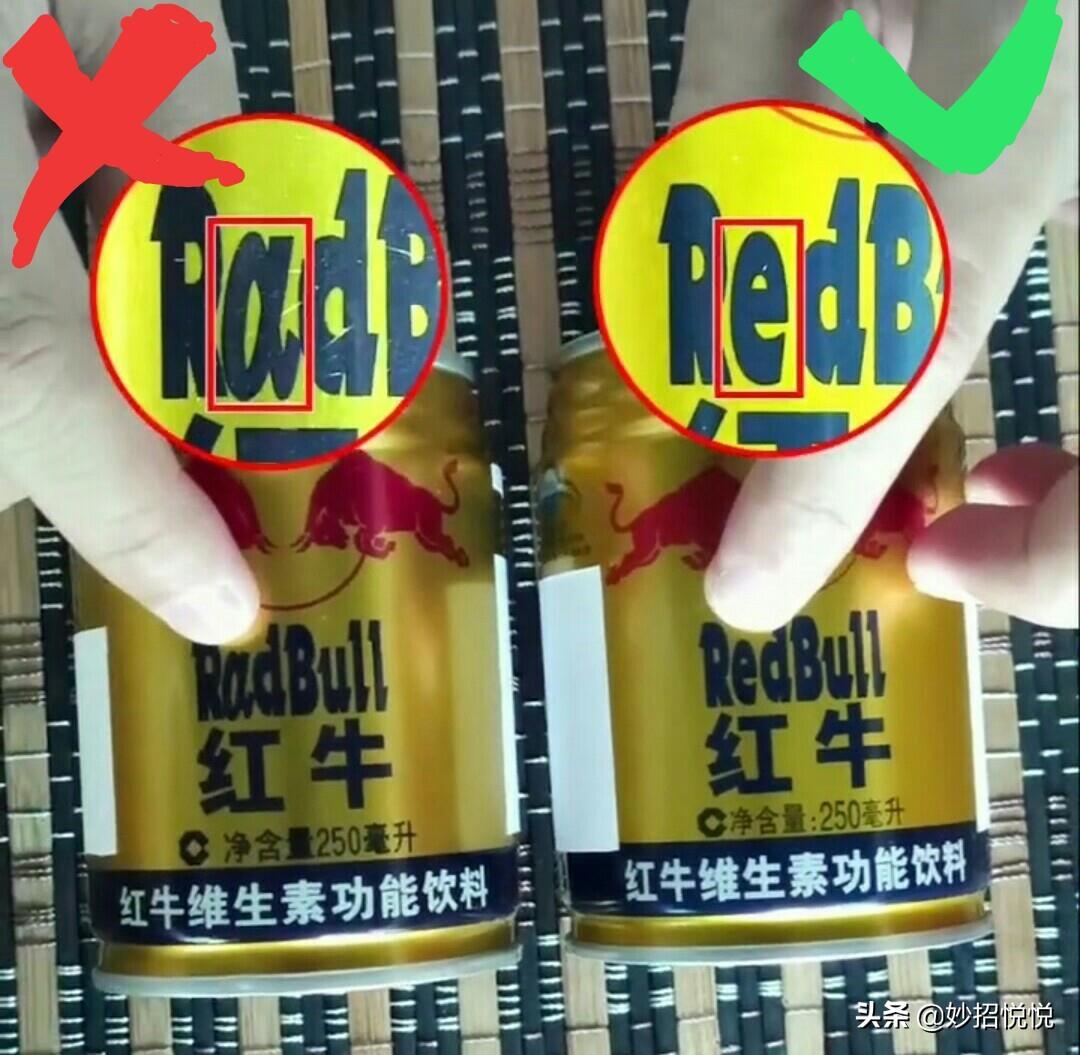 RadB
RedB
RadBull
红牛
净含量250毫升
红牛维生素功能饮料
RedBull
红牛
净含量:250毫升
红牛维生素功能饮料
头条 @妙招悦悦